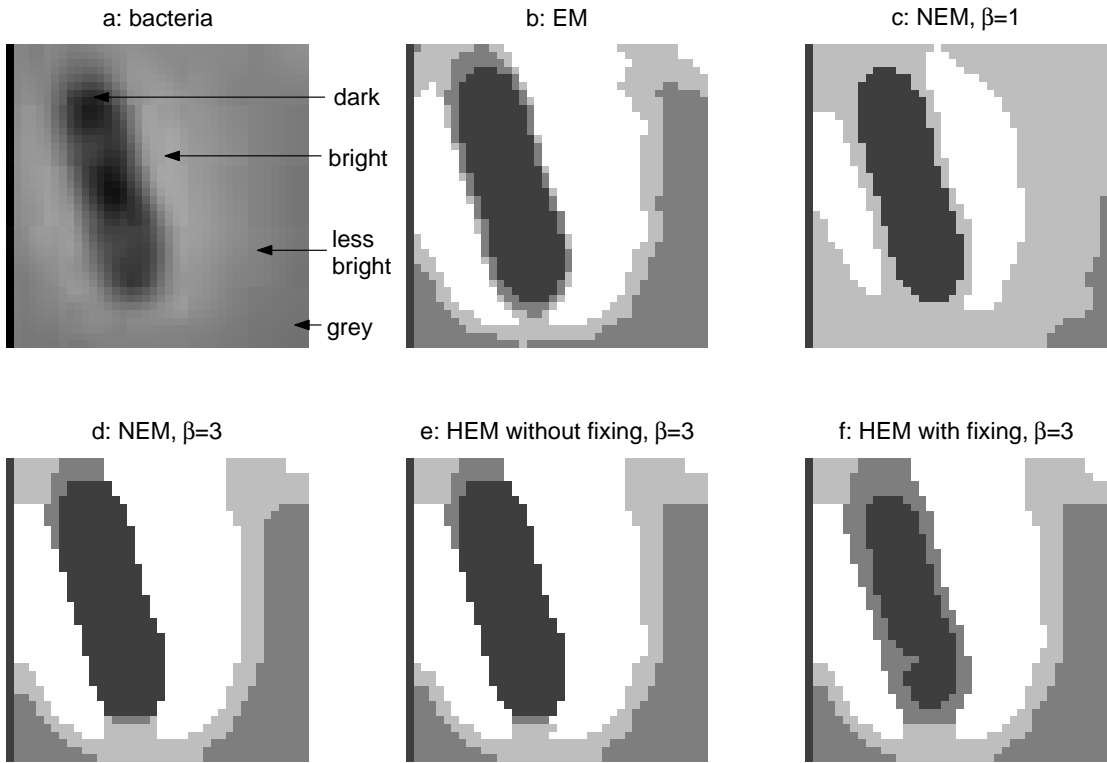 a: bacteria
b: EM
c: NEM, β=1
dark
bright
less
bright
grey
d: NEM, β=3
e: HEM without fixing, β=3
f: HEM with fixing, β=3